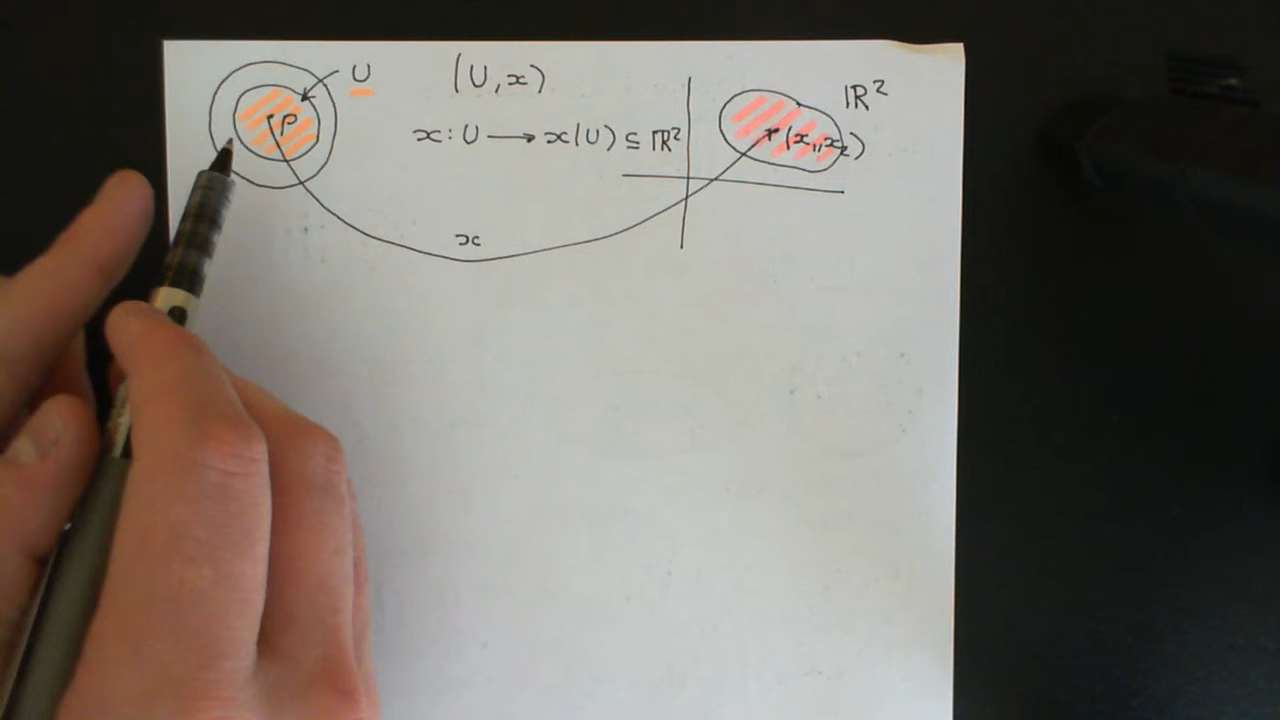 U
(U, x)
ℝ²
p
x : U ⟶ x(U) ⊆ ℝ²
(x₁, x₂)
x